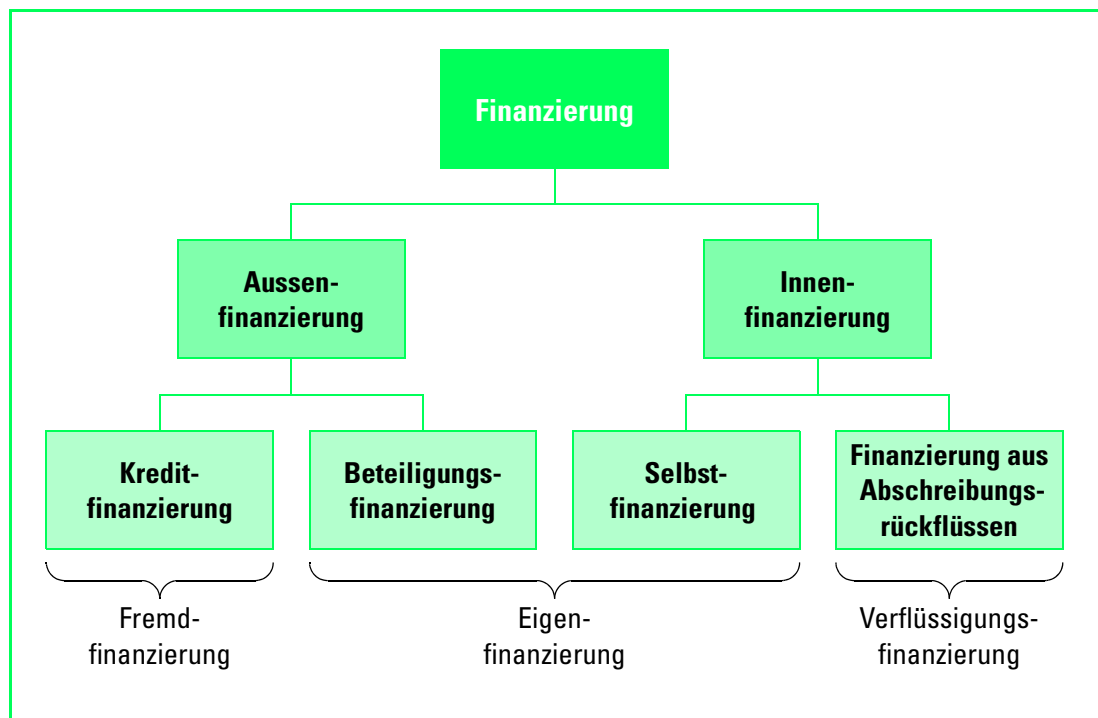 Finanzierung
Aussen-
finanzierung
Innen-
finanzierung
Kredit-
finanzierung
Beteiligungs-
finanzierung
Selbst-
finanzierung
Finanzierung aus
Abschreibungs-
rückflüssen
Fremd-
finanzierung
Eigen-
finanzierung
Verflüssigungs-
finanzierung